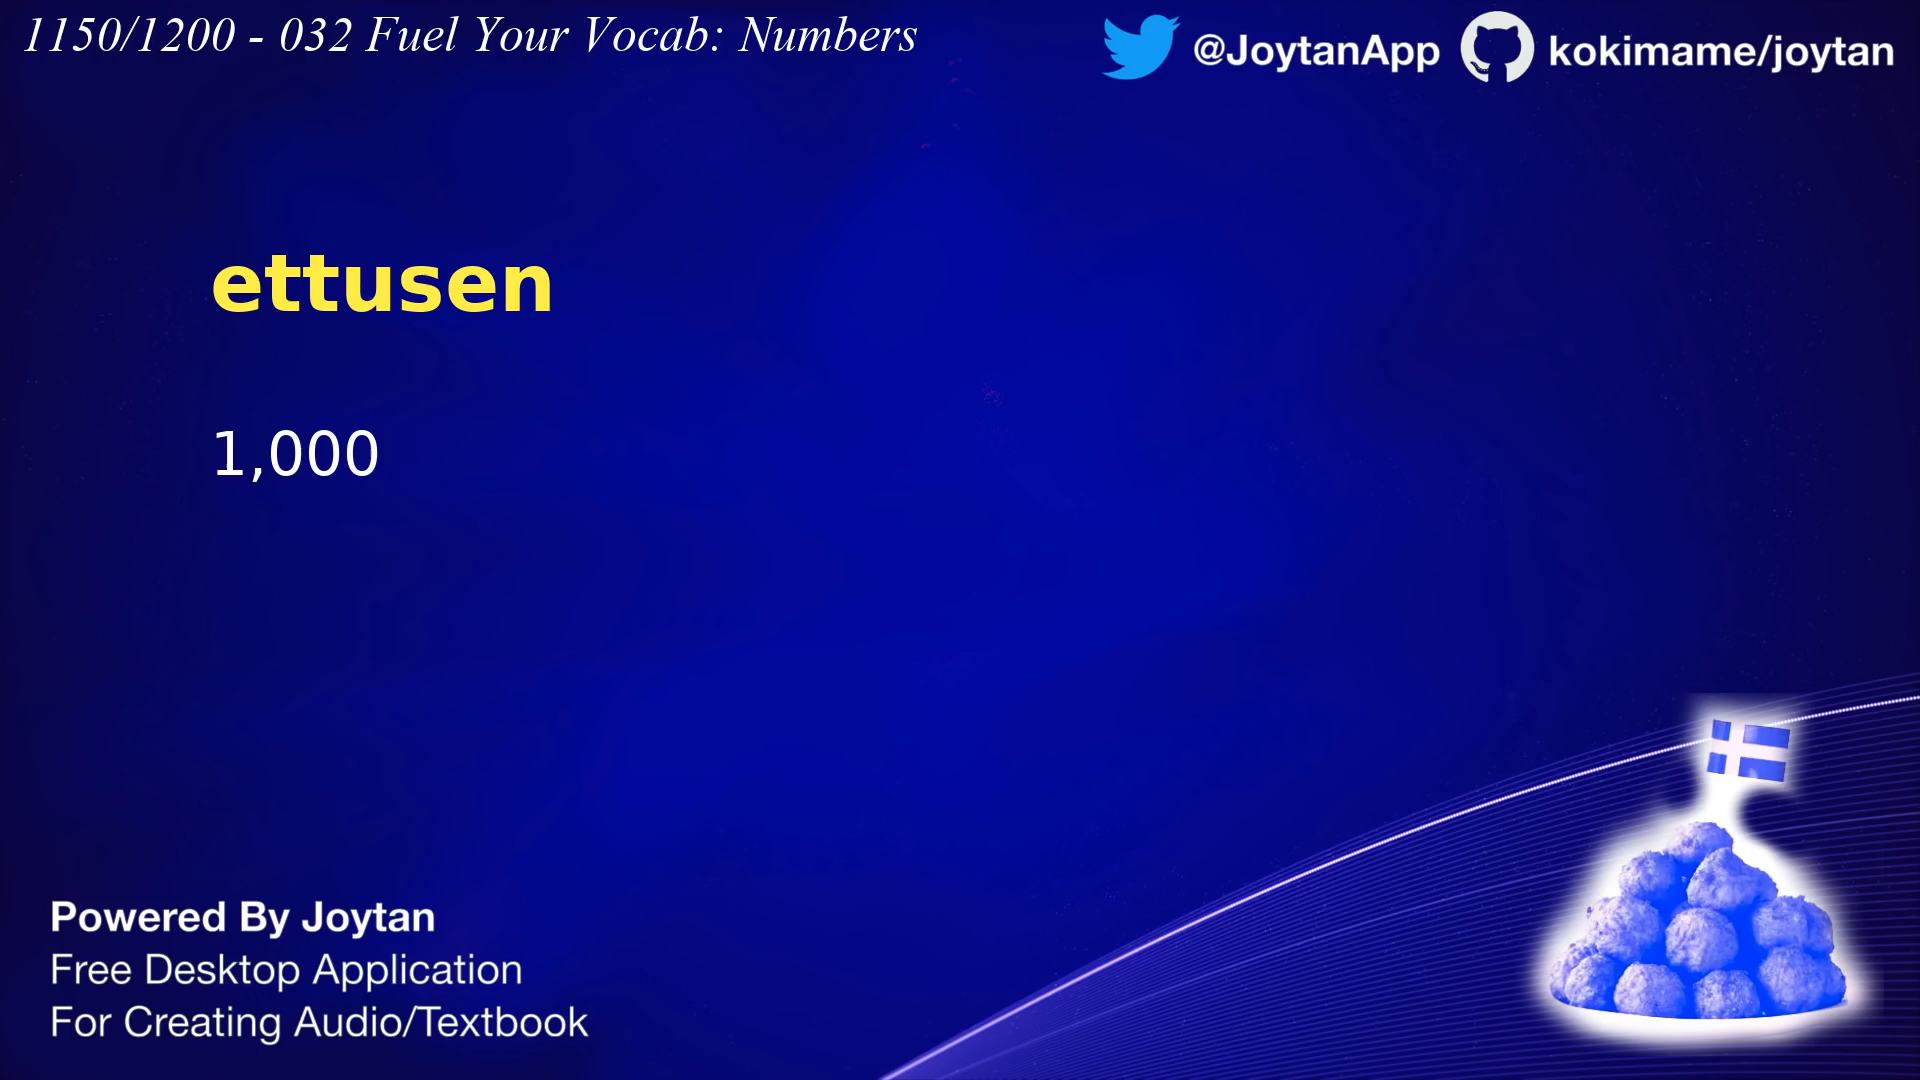 1150/1200 - 032 Fuel Your Vocab: Numbers
@JoytanApp kokimame/joytan
ettusen
1,000
Powered By Joytan
Free Desktop Application
For Creating Audio/Textbook